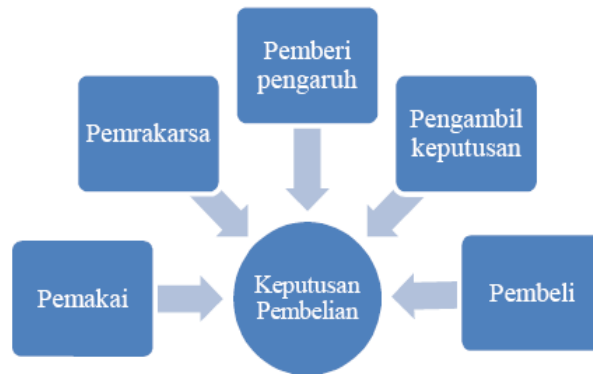 Pemberi
pengaruh
Pemrakarsa
Pengambil
keputusan
Pemakai
Keputusan
Pembelian
Pembeli